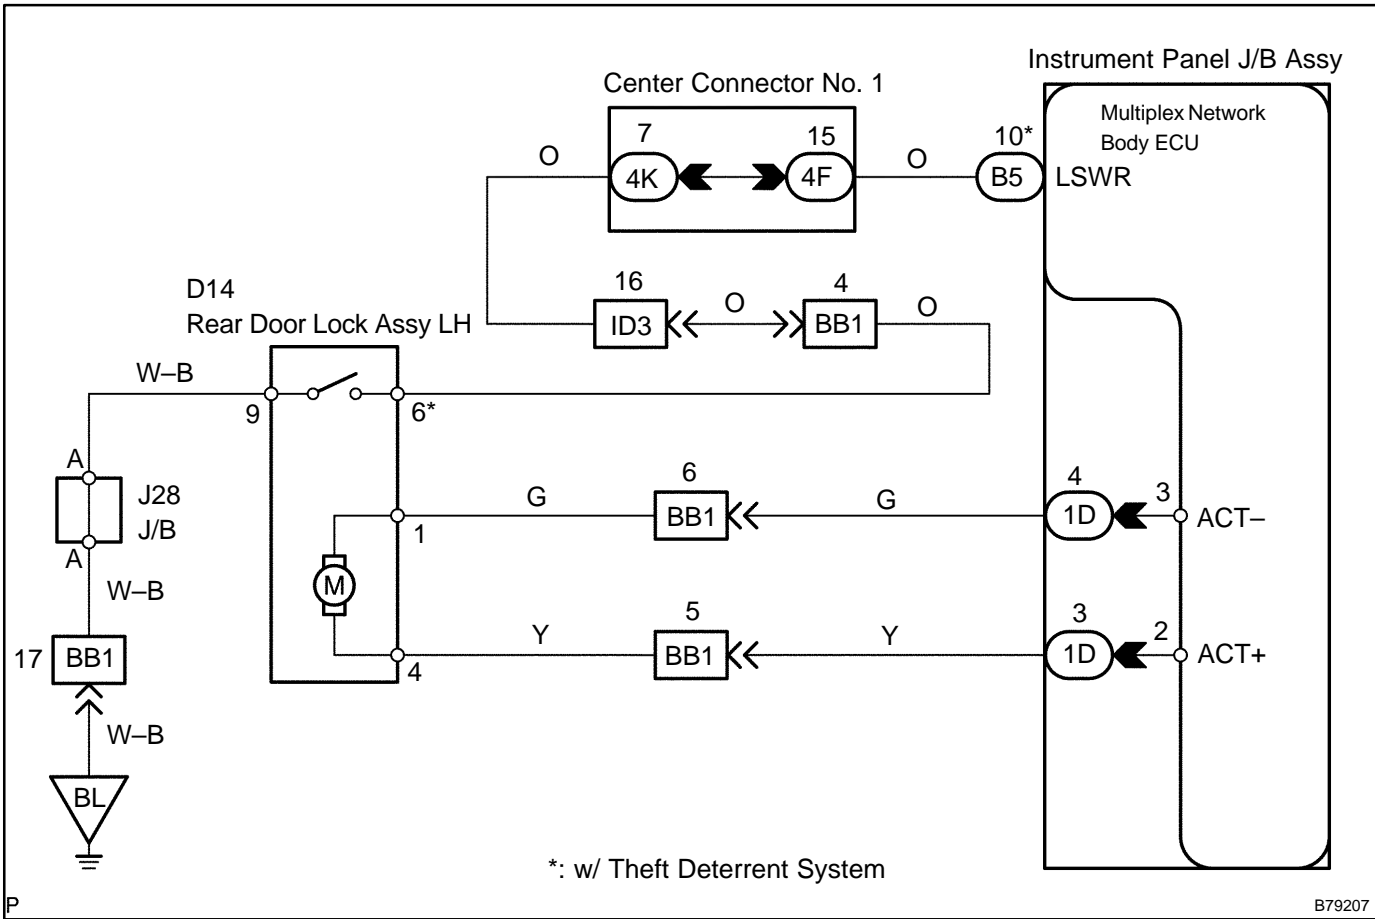 Instrument Panel J/B Assy
Center Connector No. 1
Multiplex Network
Body ECU
7
15
10*
O
4K
4F
O
B5
LSWR
D14
Rear Door Lock Assy LH
16
4
ID3
O
BB1
O
W–B
9
6*
A
J28
J/B
A
W–B
G
6
BB1
G
4
1D
3
ACT–
1
M
Y
5
BB1
Y
3
1D
2
ACT+
4
17
BB1
W–B
BL
*: w/ Theft Deterrent System
P
B79207